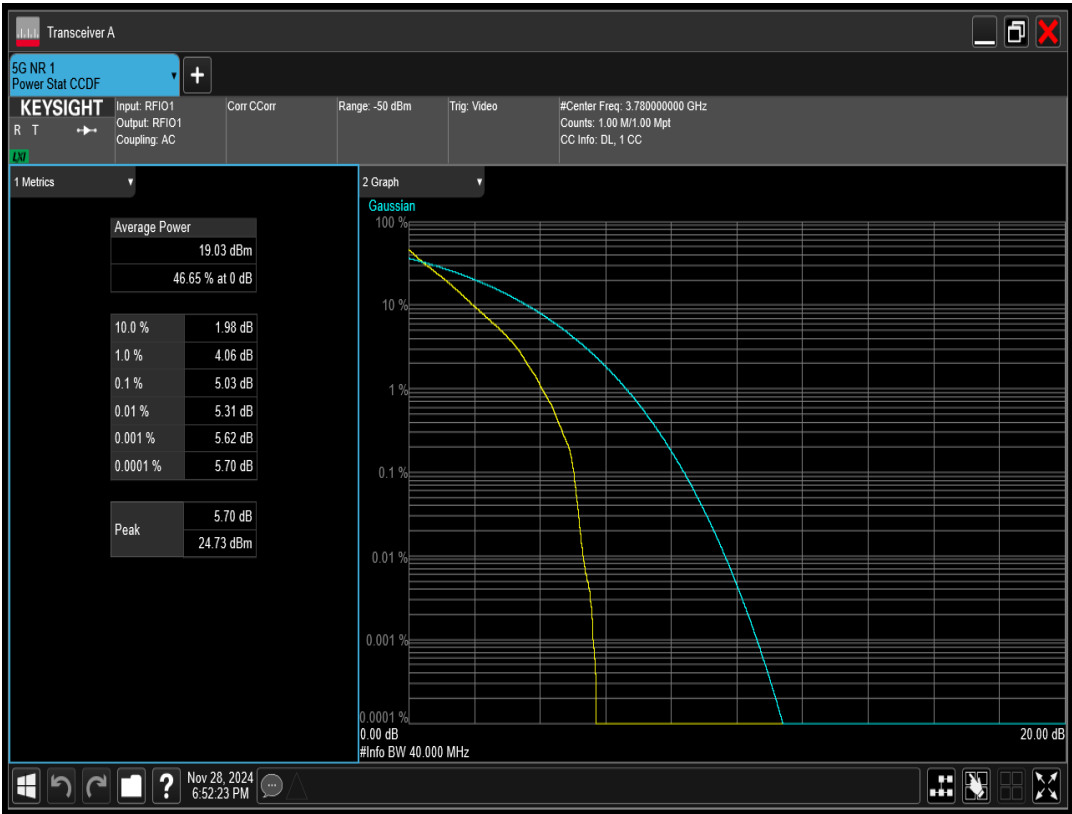 Transceiver A
5G NR 1
Power Stat CCDF
+
KEYSIGHT
R T
LXI
Input: RFIO1
Output: RFIO1
Coupling: AC
Corr CCorr
Range: -50 dBm
Trig: Video
#Center Freq: 3.780000000 GHz
Counts: 1.00 M/1.00 Mpt
CC Info: DL, 1 CC
1 Metrics
Average Power
19.03 dBm
46.65 % at 0 dB
10.0 % 1.98 dB
1.0 % 4.06 dB
0.1 % 5.03 dB
0.01 % 5.31 dB
0.001 % 5.62 dB
0.0001 % 5.70 dB
Peak
5.70 dB
24.73 dBm
2 Graph
Gaussian
100 %
10 %
1 %
0.1 %
0.01 %
0.001 %
0.0001 %
0.00 dB 20.00 dB
#Info BW 40.000 MHz
?
Nov 28, 2024
6:52:23 PM